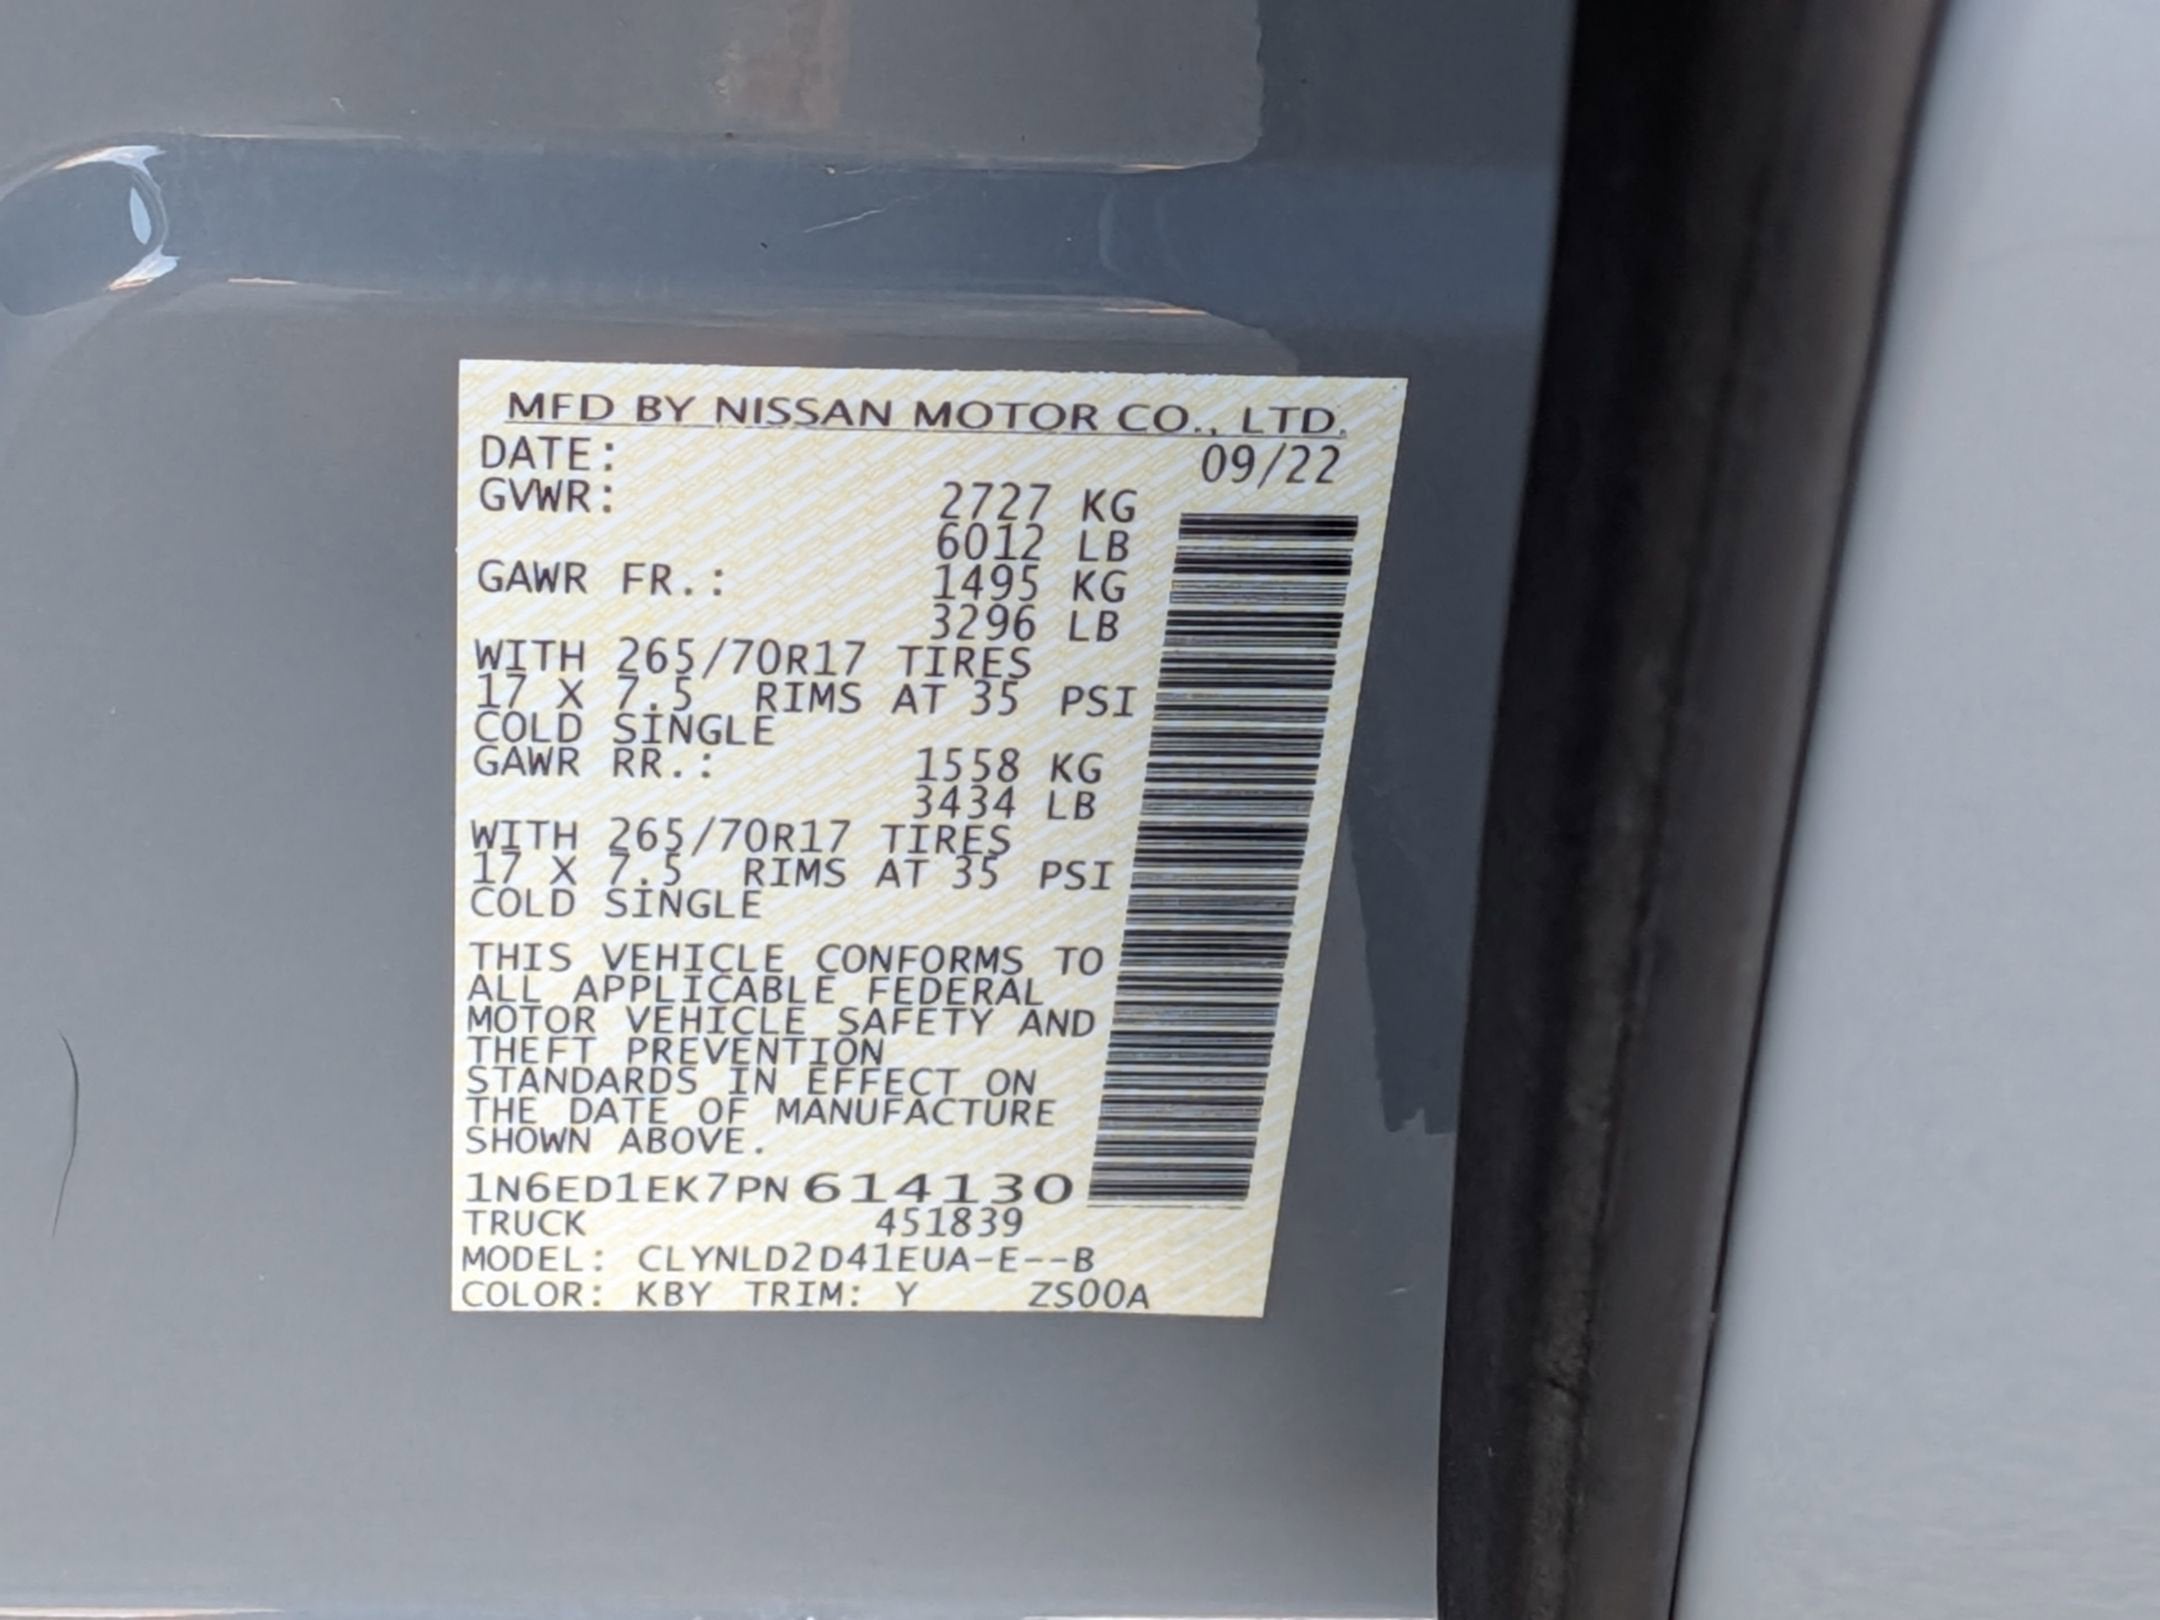 MFD BY NISSAN MOTOR CO., LTD.
DATE: 09/22
GVWR: 2727 KG
6012 LB
GAWR FR.: 1495 KG
3296 LB
WITH 265/70R17 TIRES
17 X 7.5 RIMS AT 35 PSI
COLD SINGLE
GAWR RR.: 1558 KG
3434 LB
WITH 265/70R17 TIRES
17 X 7.5 RIMS AT 35 PSI
COLD SINGLE
THIS VEHICLE CONFORMS TO
ALL APPLICABLE FEDERAL
MOTOR VEHICLE SAFETY AND
THEFT PREVENTION
STANDARDS IN EFFECT ON
THE DATE OF MANUFACTURE
SHOWN ABOVE.
1N6ED1EK7PN614130
TRUCK 451839
MODEL: CLYNLD2D41EUA-E--B
COLOR: KBY TRIM: Y ZS00A